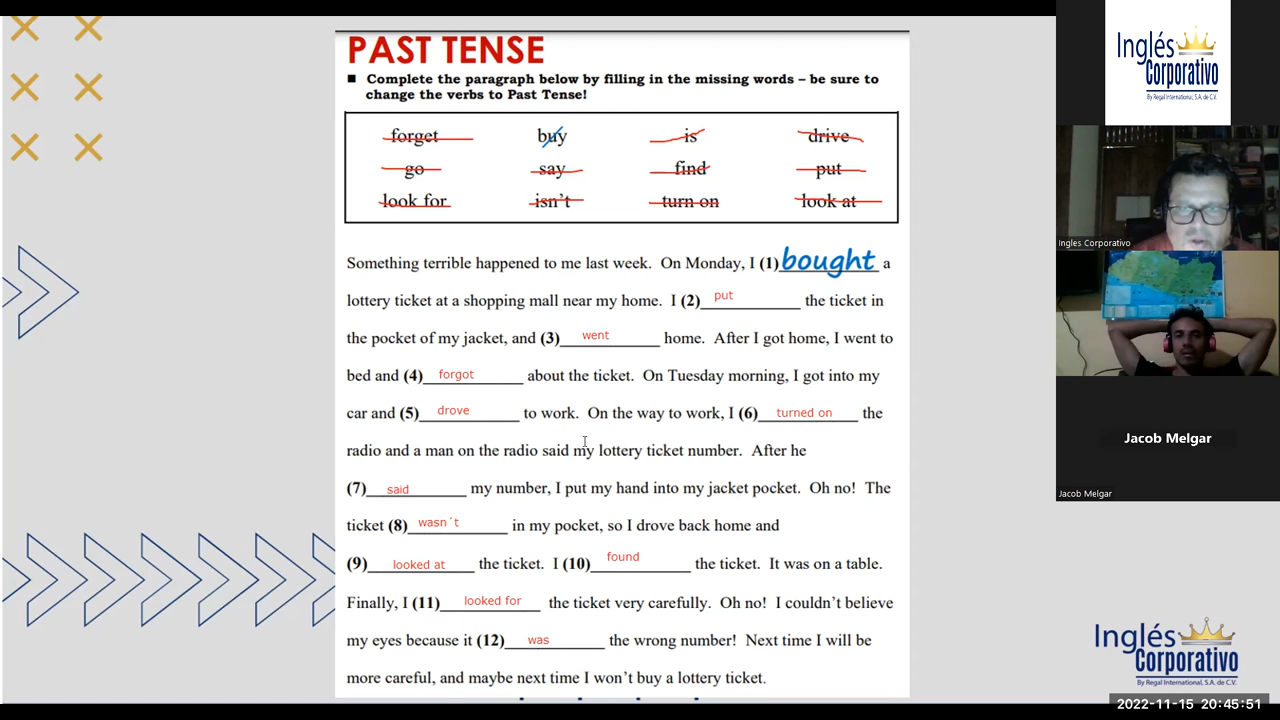 PAST TENSE
■ Complete the paragraph below by filling in the missing words – be sure to
change the verbs to Past Tense!
forget buy is drive
go say find put
look for isn't turn on look at
Something terrible happened to me last week. On Monday, I (1) bought a
lottery ticket at a shopping mall near my home. I (2) put the ticket in
the pocket of my jacket, and (3) went home. After I got home, I went to
bed and (4) forgot about the ticket. On Tuesday morning, I got into my
car and (5) drove to work. On the way to work, I (6) turned on the
radio and a man on the radio said my lottery ticket number. After he
(7) said my number, I put my hand into my jacket pocket. Oh no! The
ticket (8) wasn´t in my pocket, so I drove back home and
(9) looked at the ticket. I (10) found the ticket. It was on a table.
Finally, I (11) looked for the ticket very carefully. Oh no! I couldn't believe
my eyes because it (12) was the wrong number! Next time I will be
more careful, and maybe next time I won't buy a lottery ticket.
Inglés
Corporativo
By Regal International, S.A. de C.V.
Ingles Corporativo
Jacob Melgar
Jacob Melgar
Inglés
Corporativo
By Regal International, S.A. de C.V.
2022-11-15 20:45:51